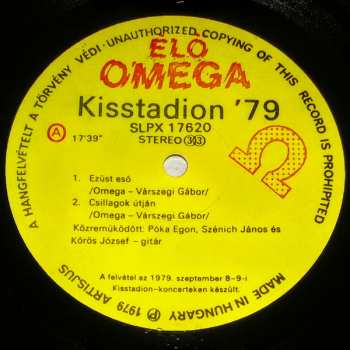 A HANGFELVÉTELT A TÖRVÉNY VÉDI · UNAUTHORIZED COPYING OF THIS RECORD IS PROHIBITED
ÉLŐ
OMEGA
Kisstadion '79
SLPX 17620
A 17'39" STEREO 33
1. Ezüst eső
/Omega – Várszegi Gábor/
2. Csillagok útján
/Omega – Várszegi Gábor/
Közreműködött: Póka Egon, Szénich János és
Kőrös József – gitár
A felvétel az 1979. szeptember 8–9-i
Kisstadion-koncerteken készült.
MADE IN HUNGARY Ⓟ 1979 ARTISJUS